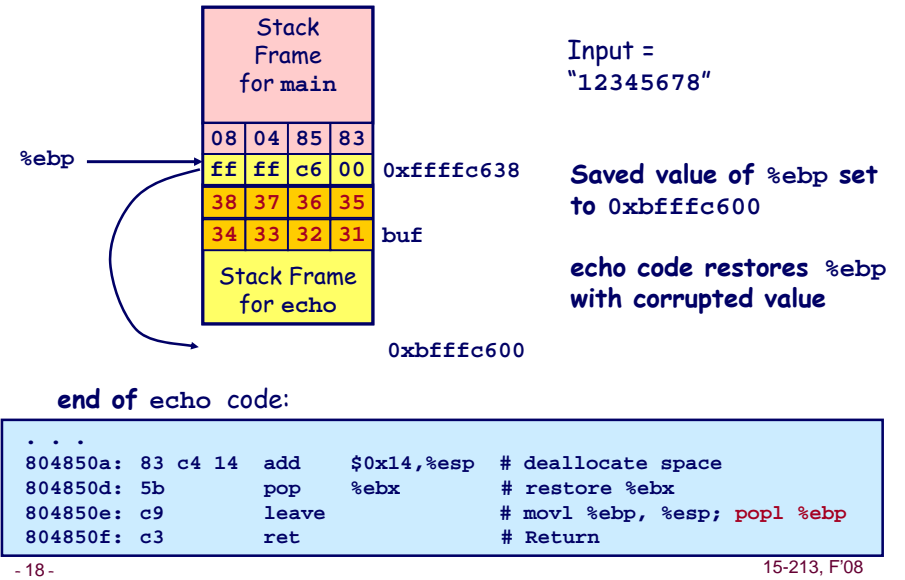 Stack
Frame
for main
Input =
"12345678"
08 04 85 83
%ebp
ff ff c6 00 0xffffc638
38 37 36 35
34 33 32 31 buf
Saved value of %ebp set
to 0xbfffc600
Stack Frame
for echo
echo code restores %ebp
with corrupted value
0xbfffc600
end of echo code:
. . .
804850a: 83 c4 14 add $0x14,%esp # deallocate space
804850d: 5b pop %ebx # restore %ebx
804850e: c9 leave # movl %ebp, %esp; popl %ebp
804850f: c3 ret # Return
- 18 -
15-213, F'08